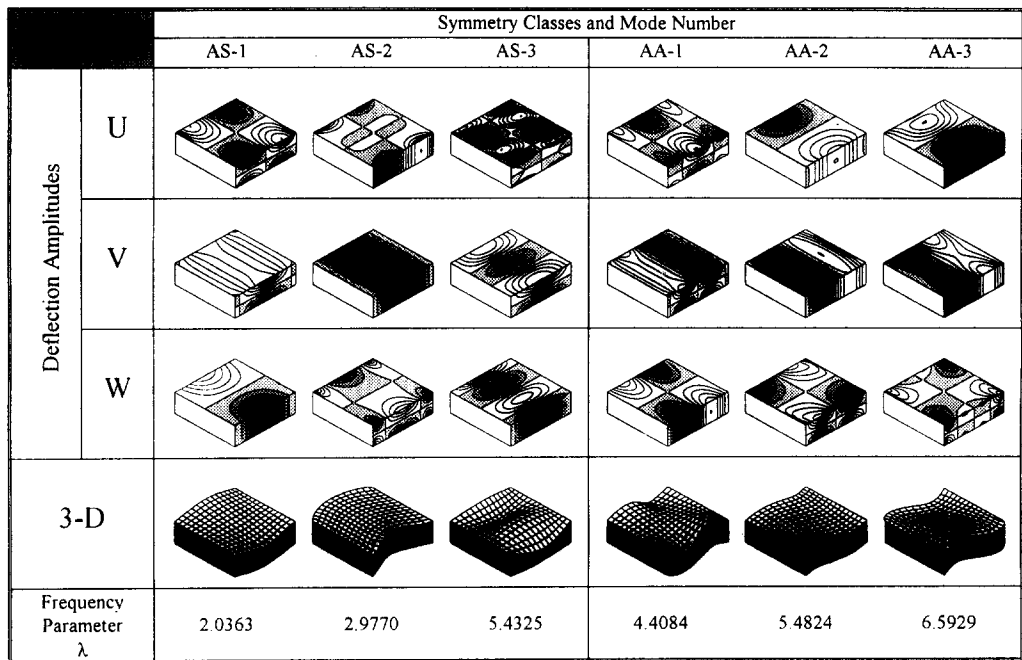 Symmetry Classes and Mode Number
AS-1 AS-2 AS-3 AA-1 AA-2 AA-3
Deflection Amplitudes
U
V
W
3-D
Frequency
Parameter
λ
2.0363 2.9770 5.4325 4.4084 5.4824 6.5929